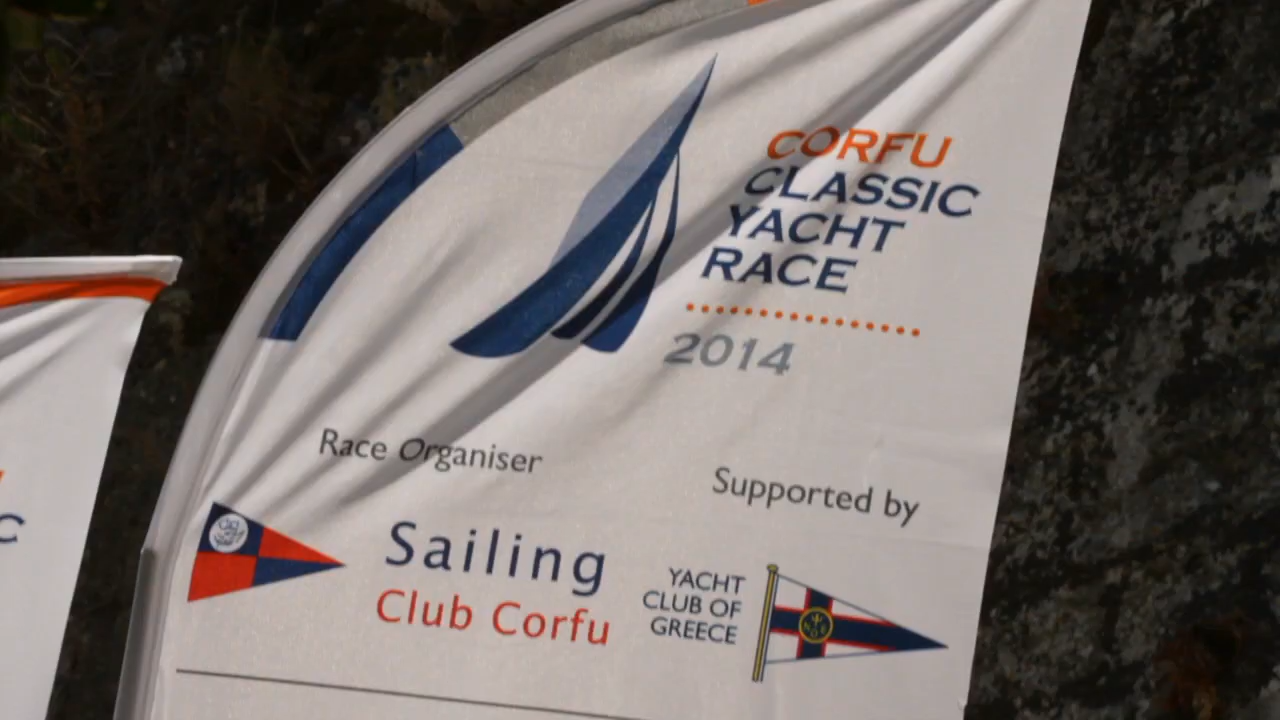 CORFU
CLASSIC
YACHT
RACE
2014
Race Organiser
Supported by
Sailing
Club Corfu
YACHT
CLUB OF
GREECE